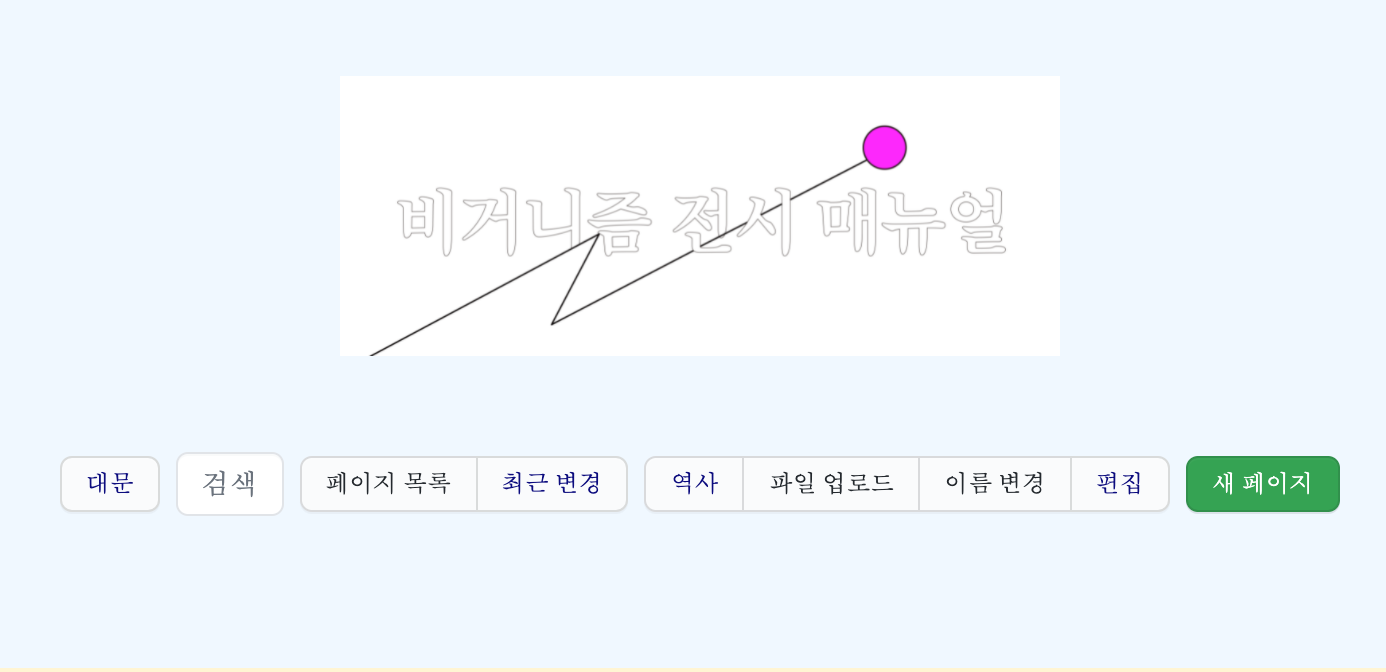 비거니즘 전시 매뉴얼
대문 검색 페이지 목록 최근 변경 역사 파일 업로드 이름 변경 편집 새 페이지